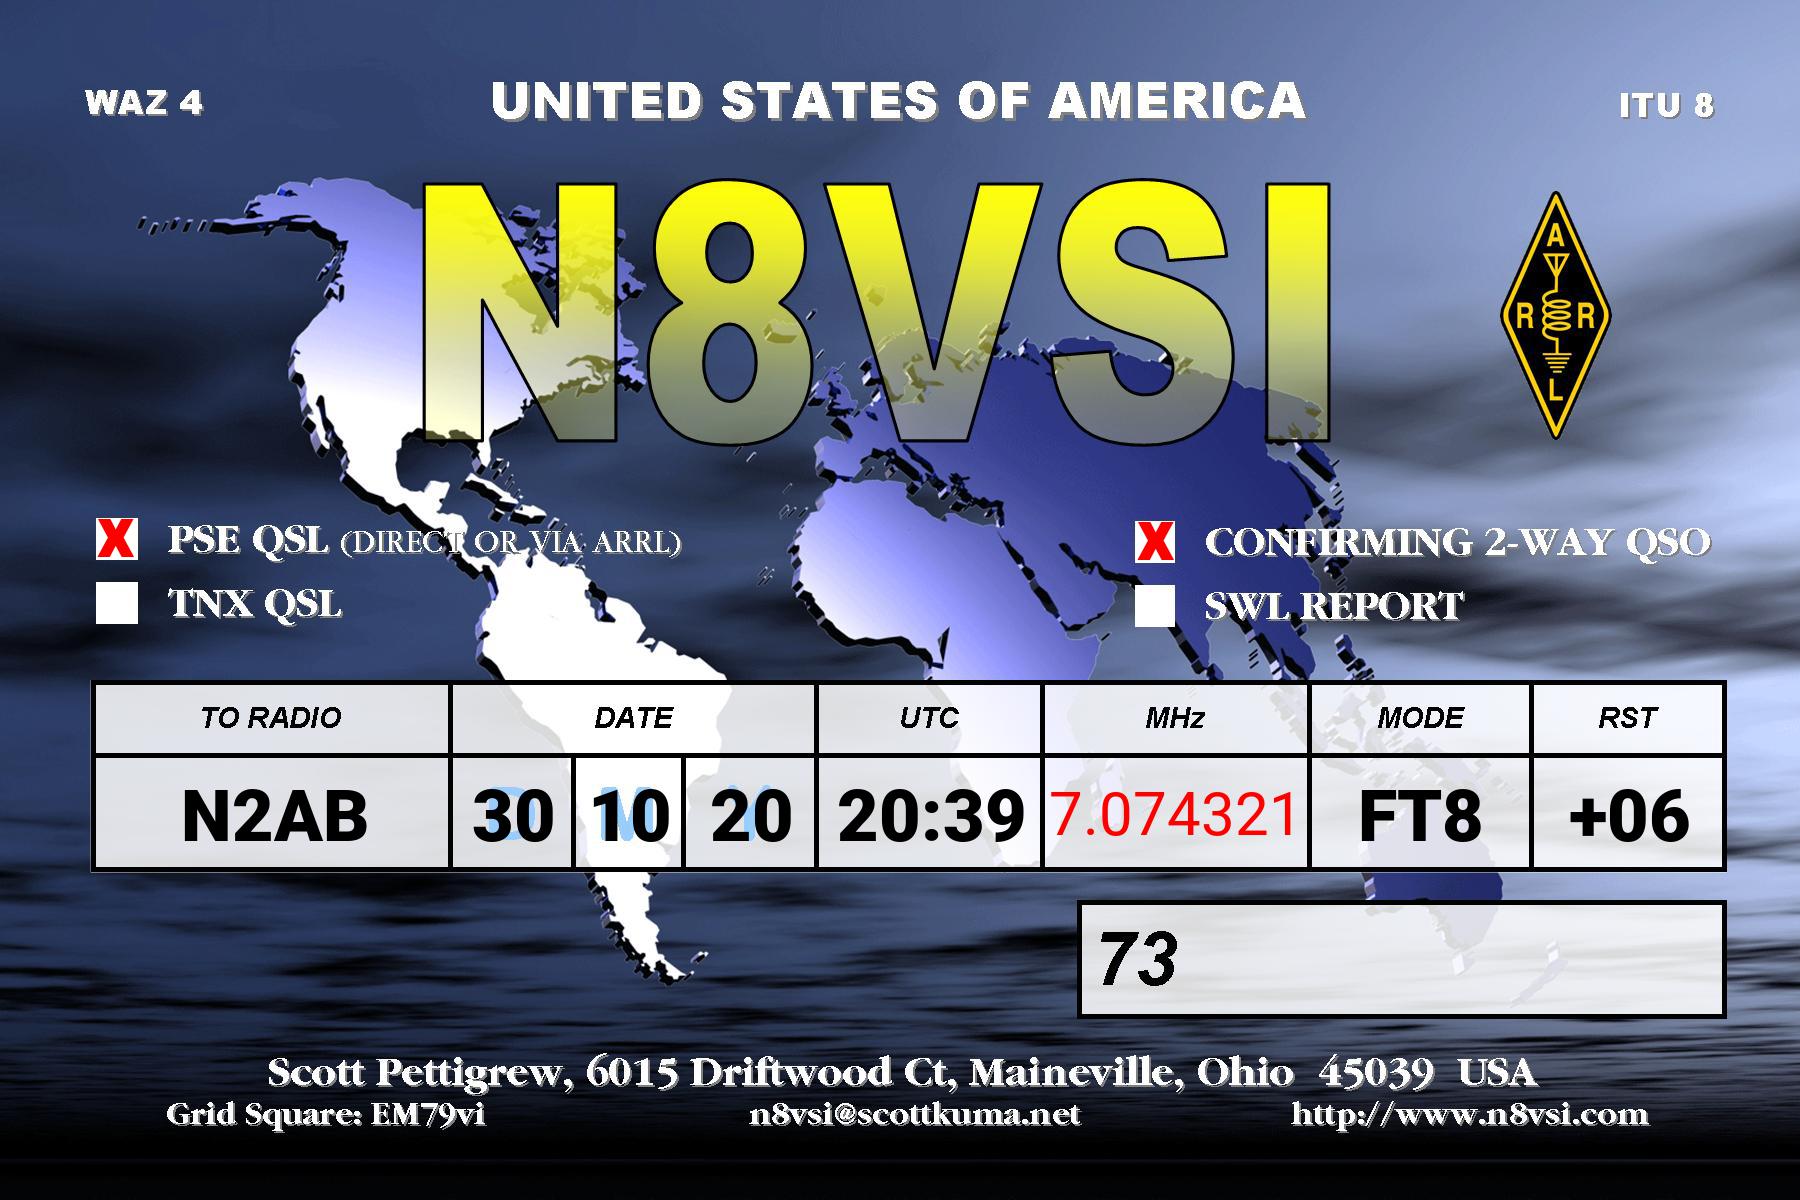 WAZ 4 UNITED STATES OF AMERICA ITU 8
N8VSI
A
R R
L
X PSE QSL (DIRECT OR VIA ARRL)
TNX QSL
X CONFIRMING 2-WAY QSO
SWL REPORT
TO RADIO DATE UTC MHz MODE RST
D M Y
N2AB 30 10 20 20:39 7.074321 FT8 +06
73
Scott Pettigrew, 6015 Driftwood Ct, Maineville, Ohio 45039 USA
Grid Square: EM79vi n8vsi@scottkuma.net http://www.n8vsi.com